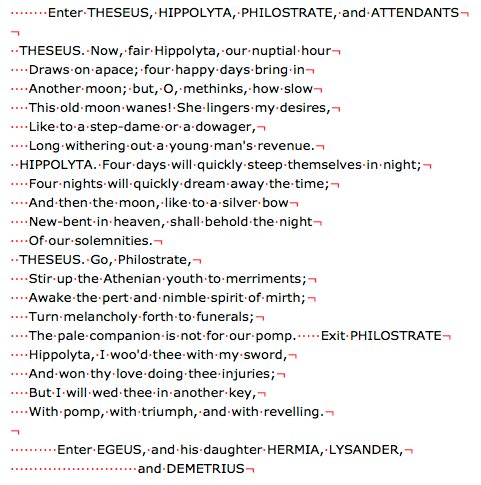 Enter THESEUS, HIPPOLYTA, PHILOSTRATE, and ATTENDANTS¬
¬
THESEUS. Now, fair Hippolyta, our nuptial hour
Draws on apace; four happy days bring in¬
Another moon; but, O, methinks, how slow
This old moon wanes! She lingers my desires,
Like to a step-dame or a dowager,¬
Long withering out a young man's revenue.¬
HIPPOLYTA. Four days will quickly steep themselves in night;¬
Four nights will quickly dream away the time;¬
And then the moon, like to a silver bow
New-bent in heaven, shall behold the night
Of our solemnities.¬
THESEUS. Go, Philostrate,¬
Stir up the Athenian youth to merriments;¬
Awake the pert and nimble spirit of mirth;¬
Turn melancholy forth to funerals;¬
The pale companion is not for our pomp. Exit PHILOSTRATE¬
Hippolyta, I woo'd thee with my sword,¬
And won thy love doing thee injuries;¬
But I will wed thee in another key,¬
With pomp, with triumph, and with revelling.¬
¬
Enter EGEUS, and his daughter HERMIA, LYSANDER,¬
and DEMETRIUS¬